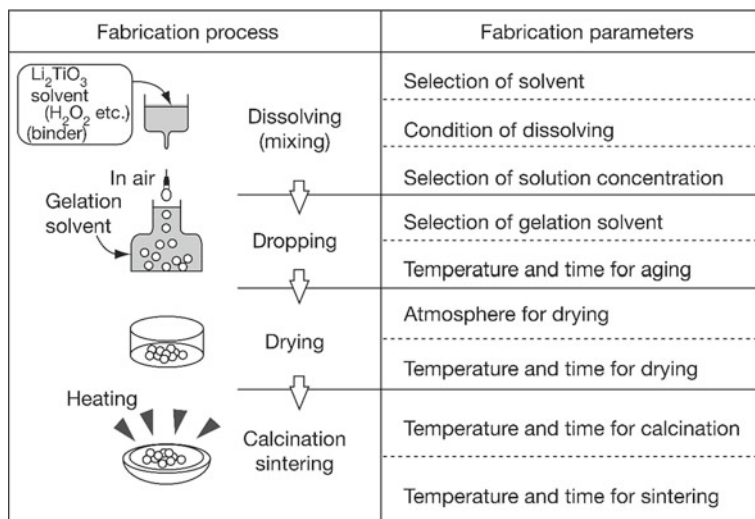 Fabrication process
Fabrication parameters
Li₂TiO₃
solvent
(H₂O₂ etc.)
(binder)
Dissolving
(mixing)
Selection of solvent
Condition of dissolving
Selection of solution concentration
In air
Gelation
solvent
Dropping
Selection of gelation solvent
Temperature and time for aging
Drying
Atmosphere for drying
Temperature and time for drying
Heating
Calcination
sintering
Temperature and time for calcination
Temperature and time for sintering